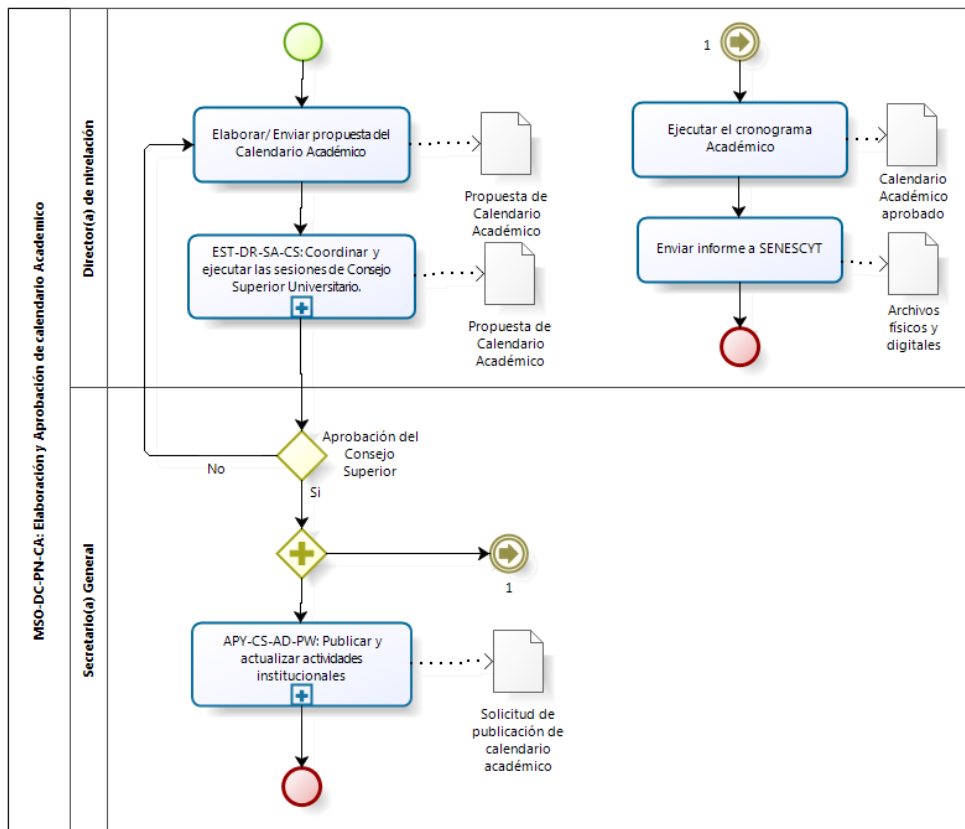 MSO-DC-PN-CA: Elaboración y Aprobación de calendario Academico
Director(a) de nivelación
Elaborar/ Enviar propuesta del
Calendario Académico
Propuesta de
Calendario
Académico
EST-DR-SA-CS: Coordinar y
ejecutar las sesiones de Consejo
Superior Universitario.
Propuesta de
Calendario
Académico
1
Ejecutar el cronograma
Académico
Calendario
Académico
aprobado
Enviar informe a SENESCYT
Archivos
físicos y
digitales
Secretario(a) General
Aprobación del
Consejo
Superior
No
Si
1
APY-CS-AD-PW: Publicar y
actualizar actividades
institucionales
Solicitud de
publicación de
calendario
académico